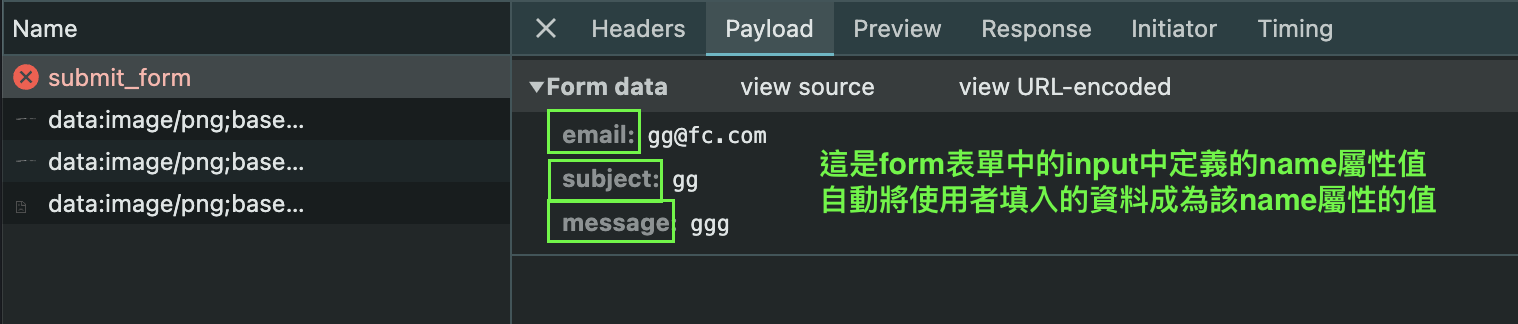 Name
Headers Payload Preview Response Initiator Timing
submit_form
▼Form data view source view URL-encoded
data:image/png;base...
email: gg@fc.com
data:image/png;base...
subject: gg
data:image/png;base...
message: ggg
這是form表單中的input中定義的name屬性值
自動將使用者填入的資料成為該name屬性的值